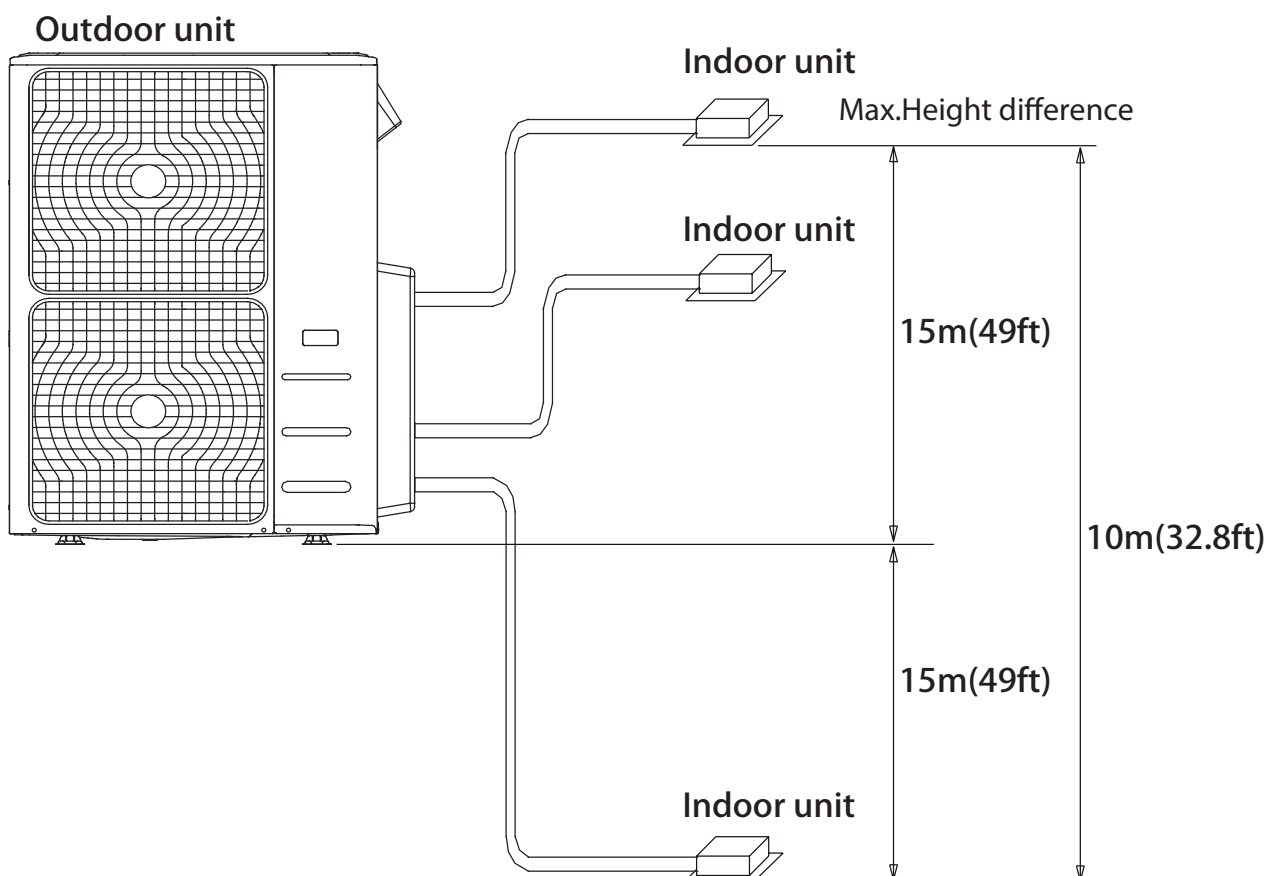 Outdoor unit
Indoor unit
Max.Height difference
Indoor unit
15m(49ft)
10m(32.8ft)
15m(49ft)
Indoor unit